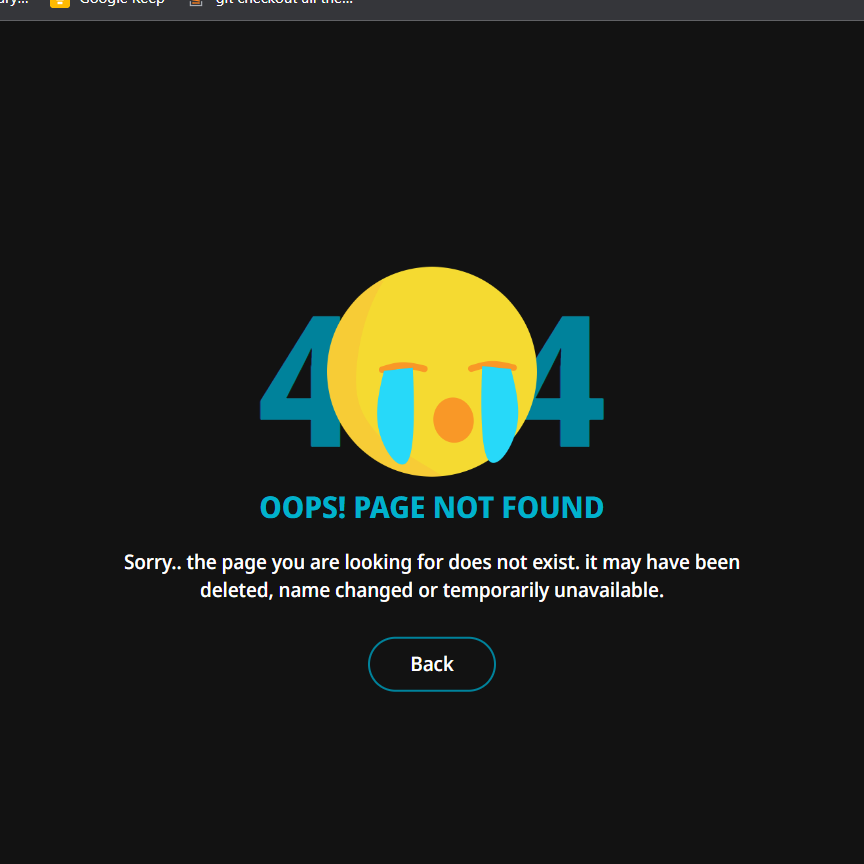 Google Keep
git checkout all the...
4 4
OOPS! PAGE NOT FOUND
Sorry.. the page you are looking for does not exist. it may have been
deleted, name changed or temporarily unavailable.
Back